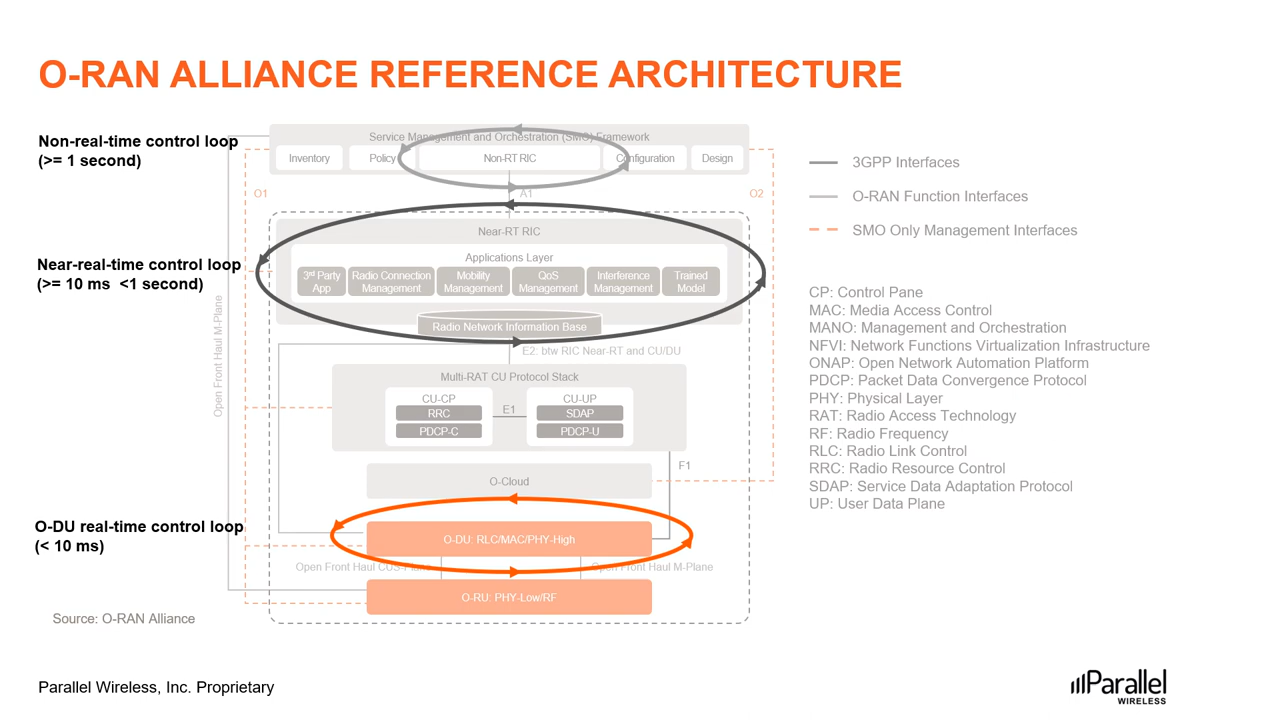 O-RAN ALLIANCE REFERENCE ARCHITECTURE
Non-real-time control loop
(>= 1 second)
Service Management and Orchestration (SMO) Framework
Inventory
Policy
Non-RT RIC
Configuration
Design
O1
A1
O2
Near-real-time control loop
(>= 10 ms <1 second)
Near-RT RIC
Applications Layer
3rd Party
App
Radio Connection
Management
Mobility
Management
QoS
Management
Interference
Management
Trained
Model
Radio Network Information Base
E2: btw RIC Near-RT and CU/DU
Open Front Haul M-Plane
Multi-RAT CU Protocol Stack
CU-CP
RRC
PDCP-C
E1
CU-UP
SDAP
PDCP-U
F1
O-Cloud
O-DU real-time control loop
(< 10 ms)
O-DU: RLC/MAC/PHY-High
Open Front Haul CUS-Plane
Open Front Haul M-Plane
O-RU: PHY-Low/RF
Source: O-RAN Alliance
3GPP Interfaces
O-RAN Function Interfaces
SMO Only Management Interfaces
CP: Control Pane
MAC: Media Access Control
MANO: Management and Orchestration
NFVI: Network Functions Virtualization Infrastructure
ONAP: Open Network Automation Platform
PDCP: Packet Data Convergence Protocol
PHY: Physical Layer
RAT: Radio Access Technology
RF: Radio Frequency
RLC: Radio Link Control
RRC: Radio Resource Control
SDAP: Service Data Adaptation Protocol
UP: User Data Plane
Parallel Wireless, Inc. Proprietary
Parallel
WIRELESS